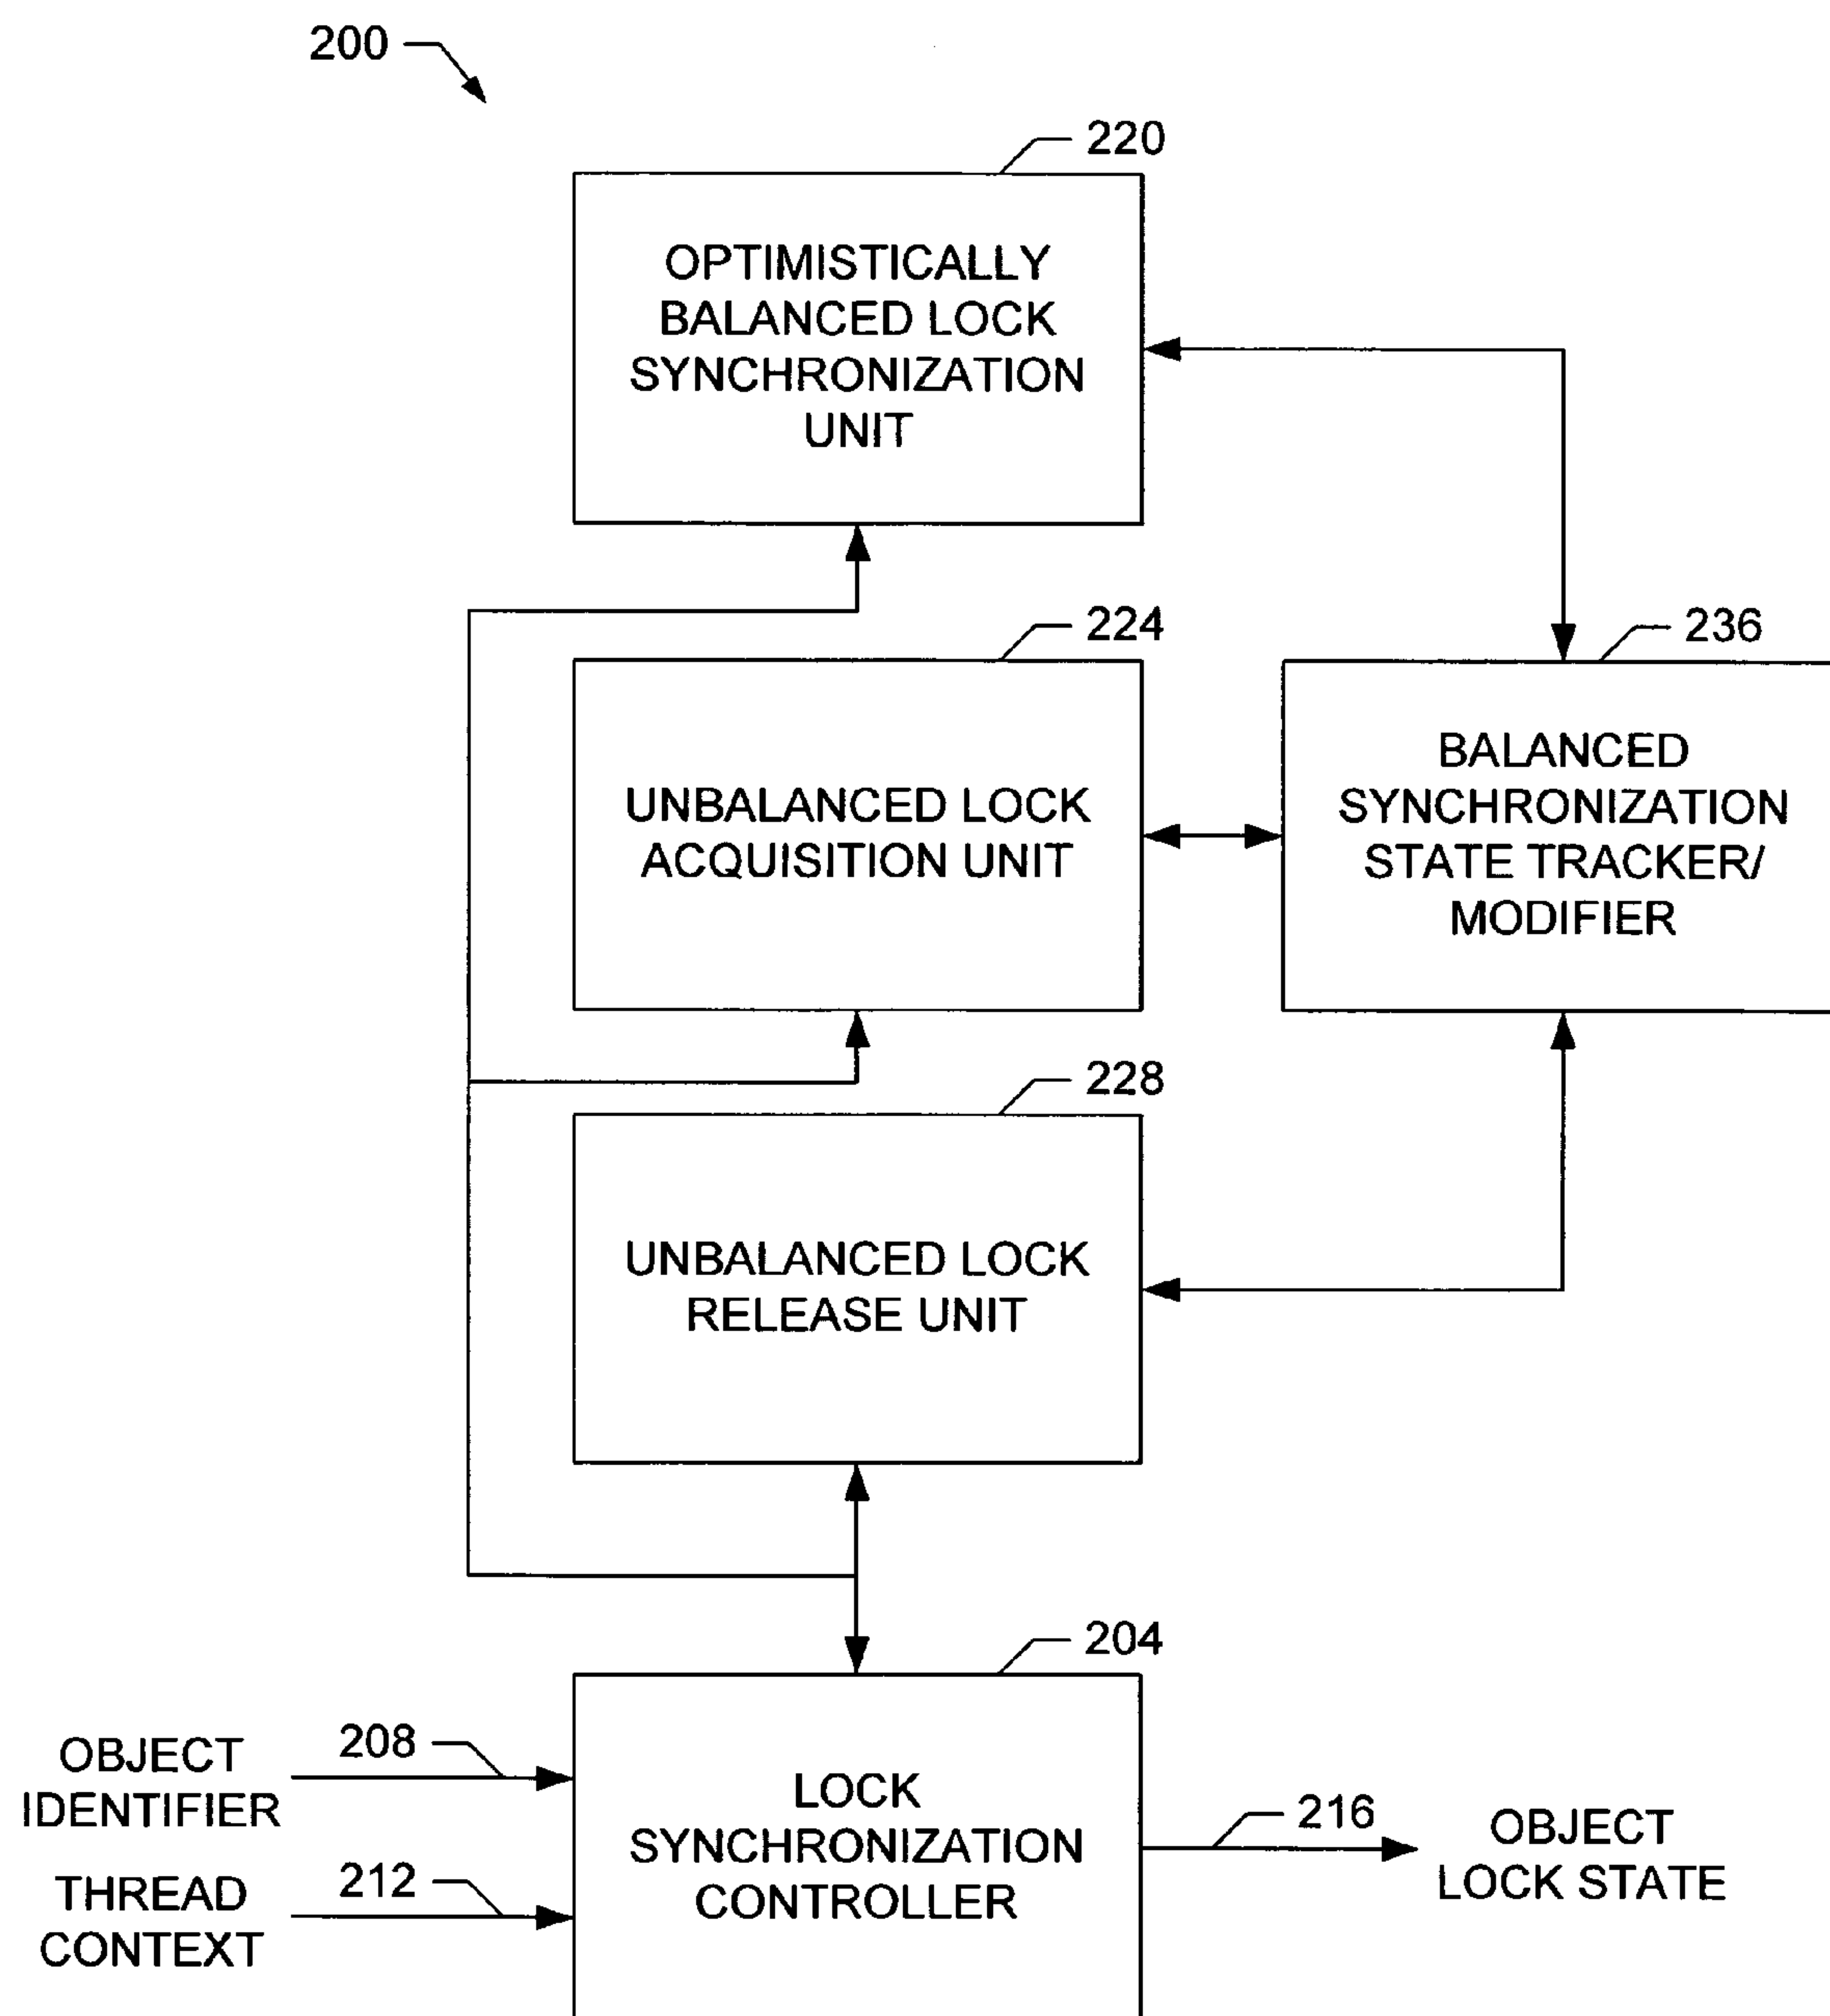 200
220
OPTIMISTICALLY
BALANCED LOCK
SYNCHRONIZATION
UNIT
224
236
UNBALANCED LOCK
ACQUISITION UNIT
BALANCED
SYNCHRONIZATION
STATE TRACKER/
MODIFIER
228
UNBALANCED LOCK
RELEASE UNIT
204
OBJECT
IDENTIFIER
208
THREAD
CONTEXT
212
LOCK
SYNCHRONIZATION
CONTROLLER
216
OBJECT
LOCK STATE